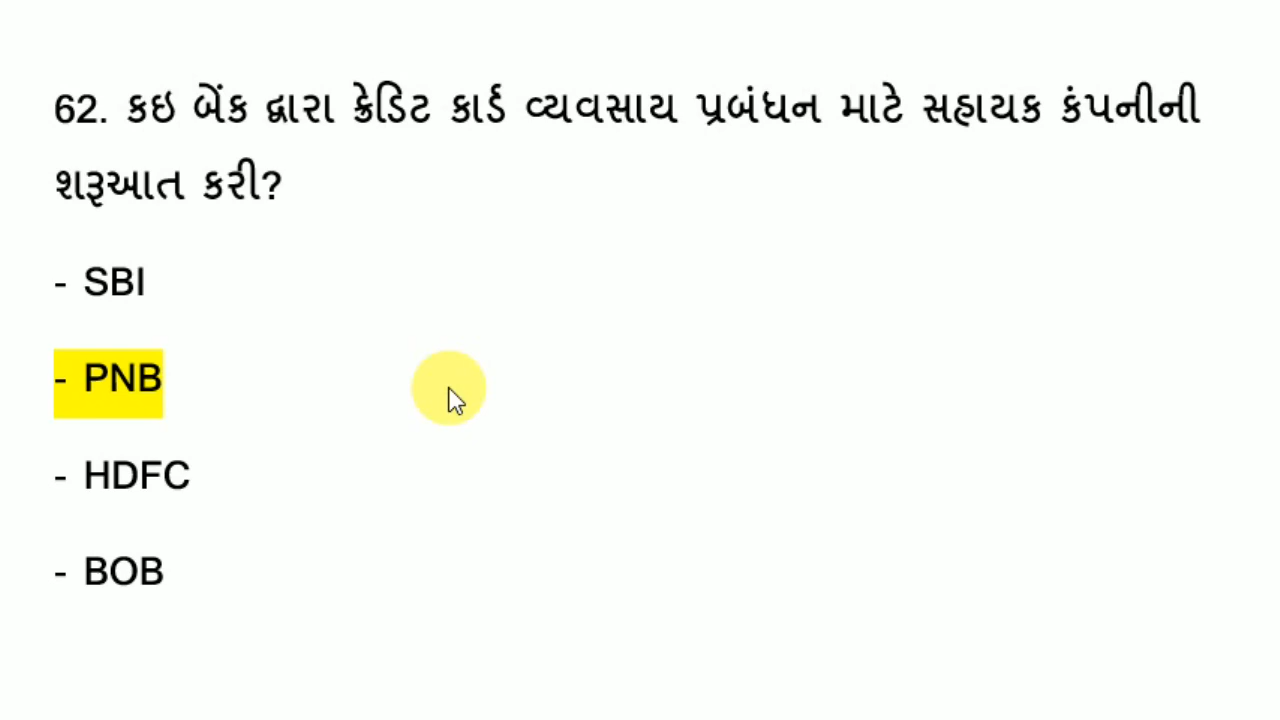 62. કઇ બેંક દ્વારા ક્રેડિટ કાર્ડ વ્યવસાય પ્રબંધન માટે સહાયક કંપનીની
શરૂઆત કરી?
- SBI
- PNB
- HDFC
- BOB